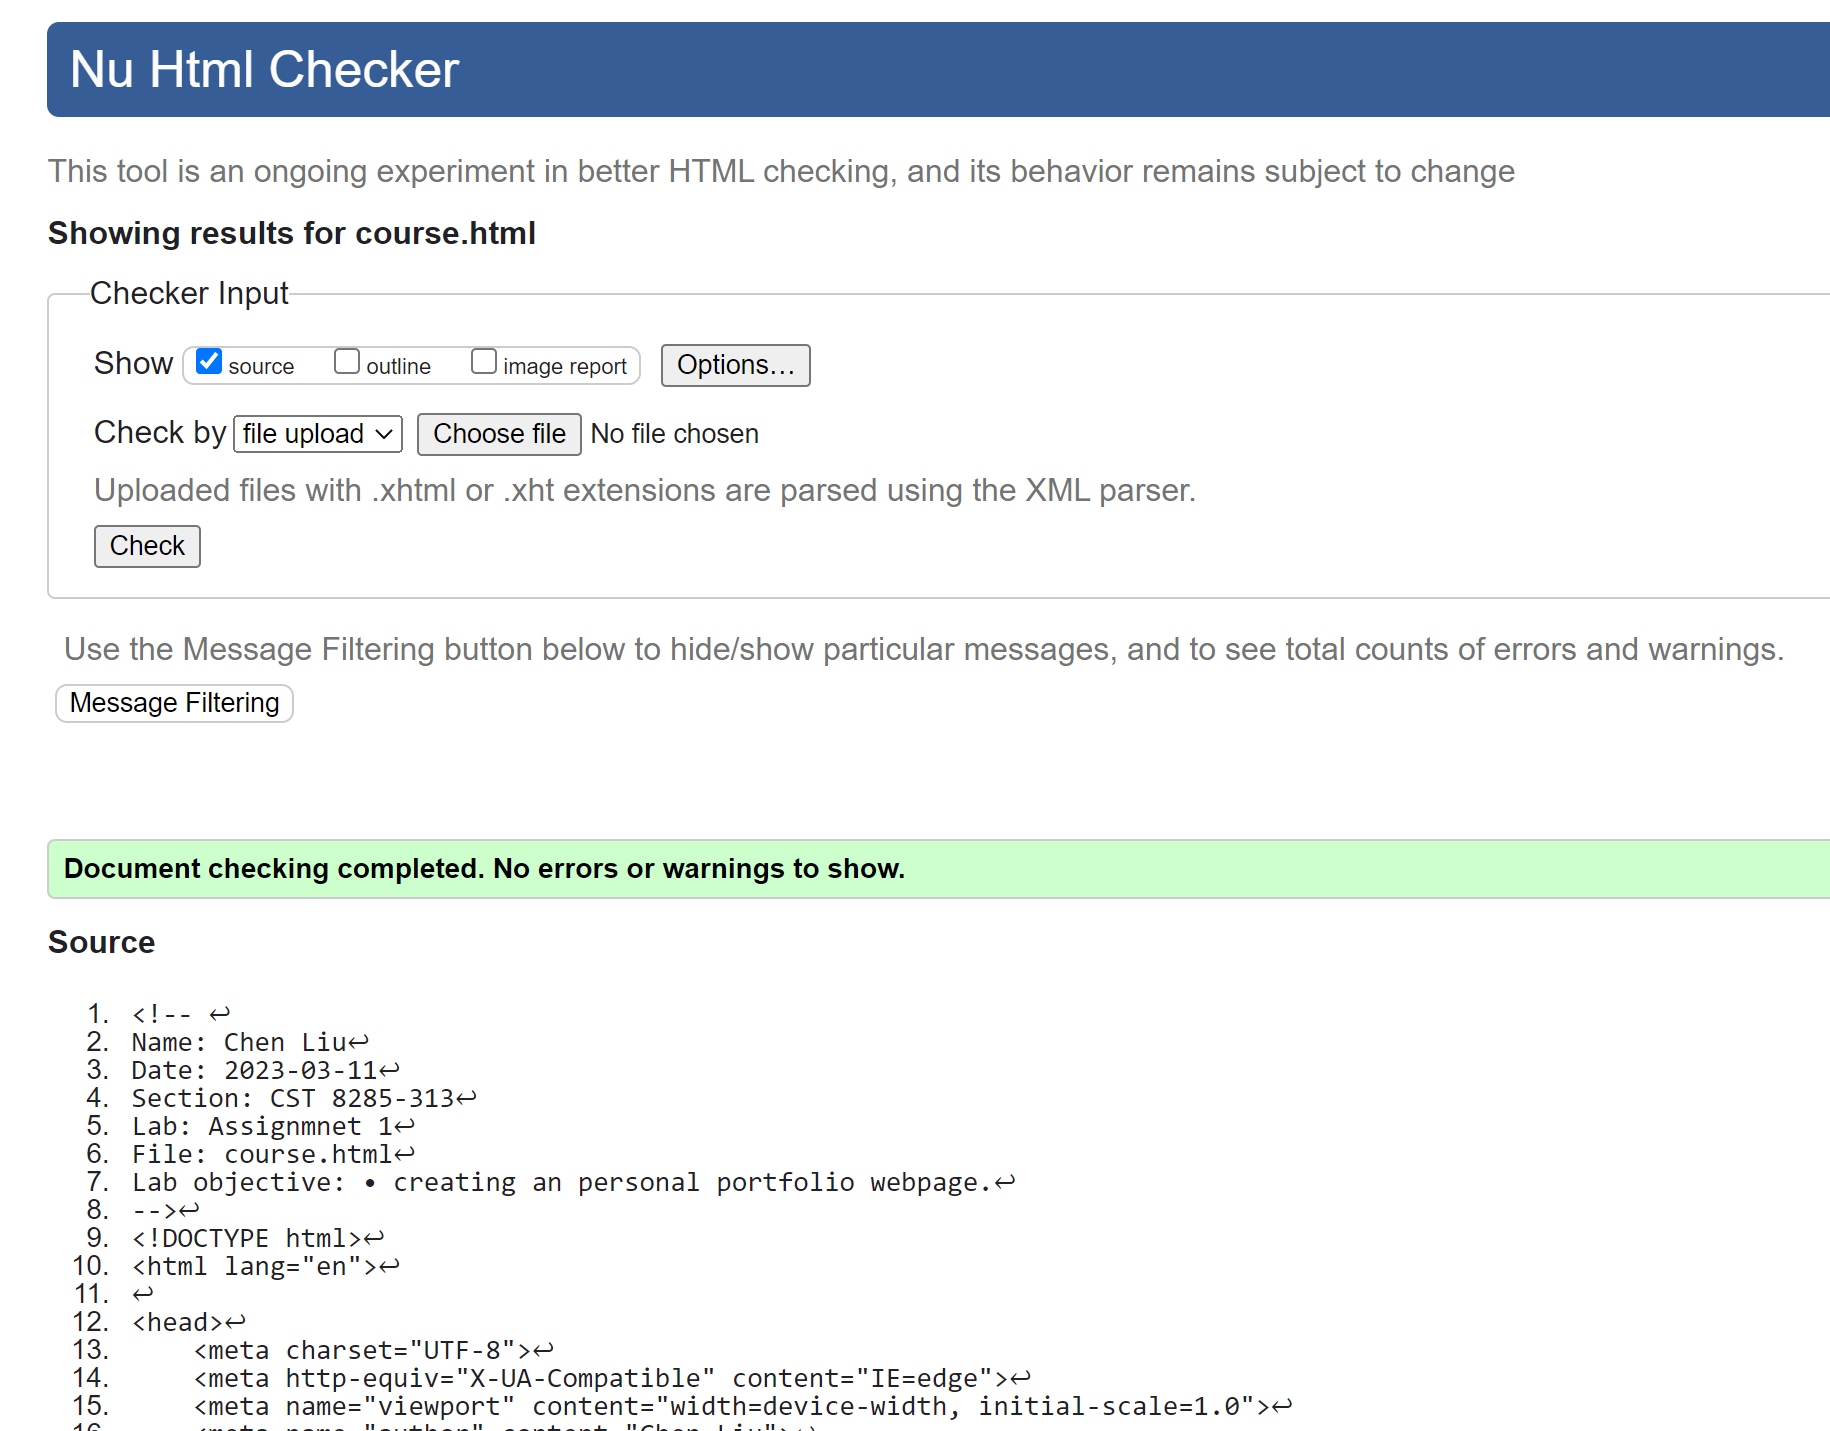 Nu Html Checker
This tool is an ongoing experiment in better HTML checking, and its behavior remains subject to change
Showing results for course.html
Checker Input
Show source outline image report Options…
Check by file upload Choose file No file chosen
Uploaded files with .xhtml or .xht extensions are parsed using the XML parser.
Check
Use the Message Filtering button below to hide/show particular messages, and to see total counts of errors and warnings.
Message Filtering
Document checking completed. No errors or warnings to show.
Source
1. <!-- ↩
2. Name: Chen Liu↩
3. Date: 2023-03-11↩
4. Section: CST 8285-313↩
5. Lab: Assignmnet 1↩
6. File: course.html↩
7. Lab objective: • creating an personal portfolio webpage.↩
8. -->↩
9. <!DOCTYPE html>↩
10. <html lang="en">↩
11. ↩
12. <head>↩
13. <meta charset="UTF-8">↩
14. <meta http-equiv="X-UA-Compatible" content="IE=edge">↩
15. <meta name="viewport" content="width=device-width, initial-scale=1.0">↩
16. <meta name="author" content="Chen Liu">↩